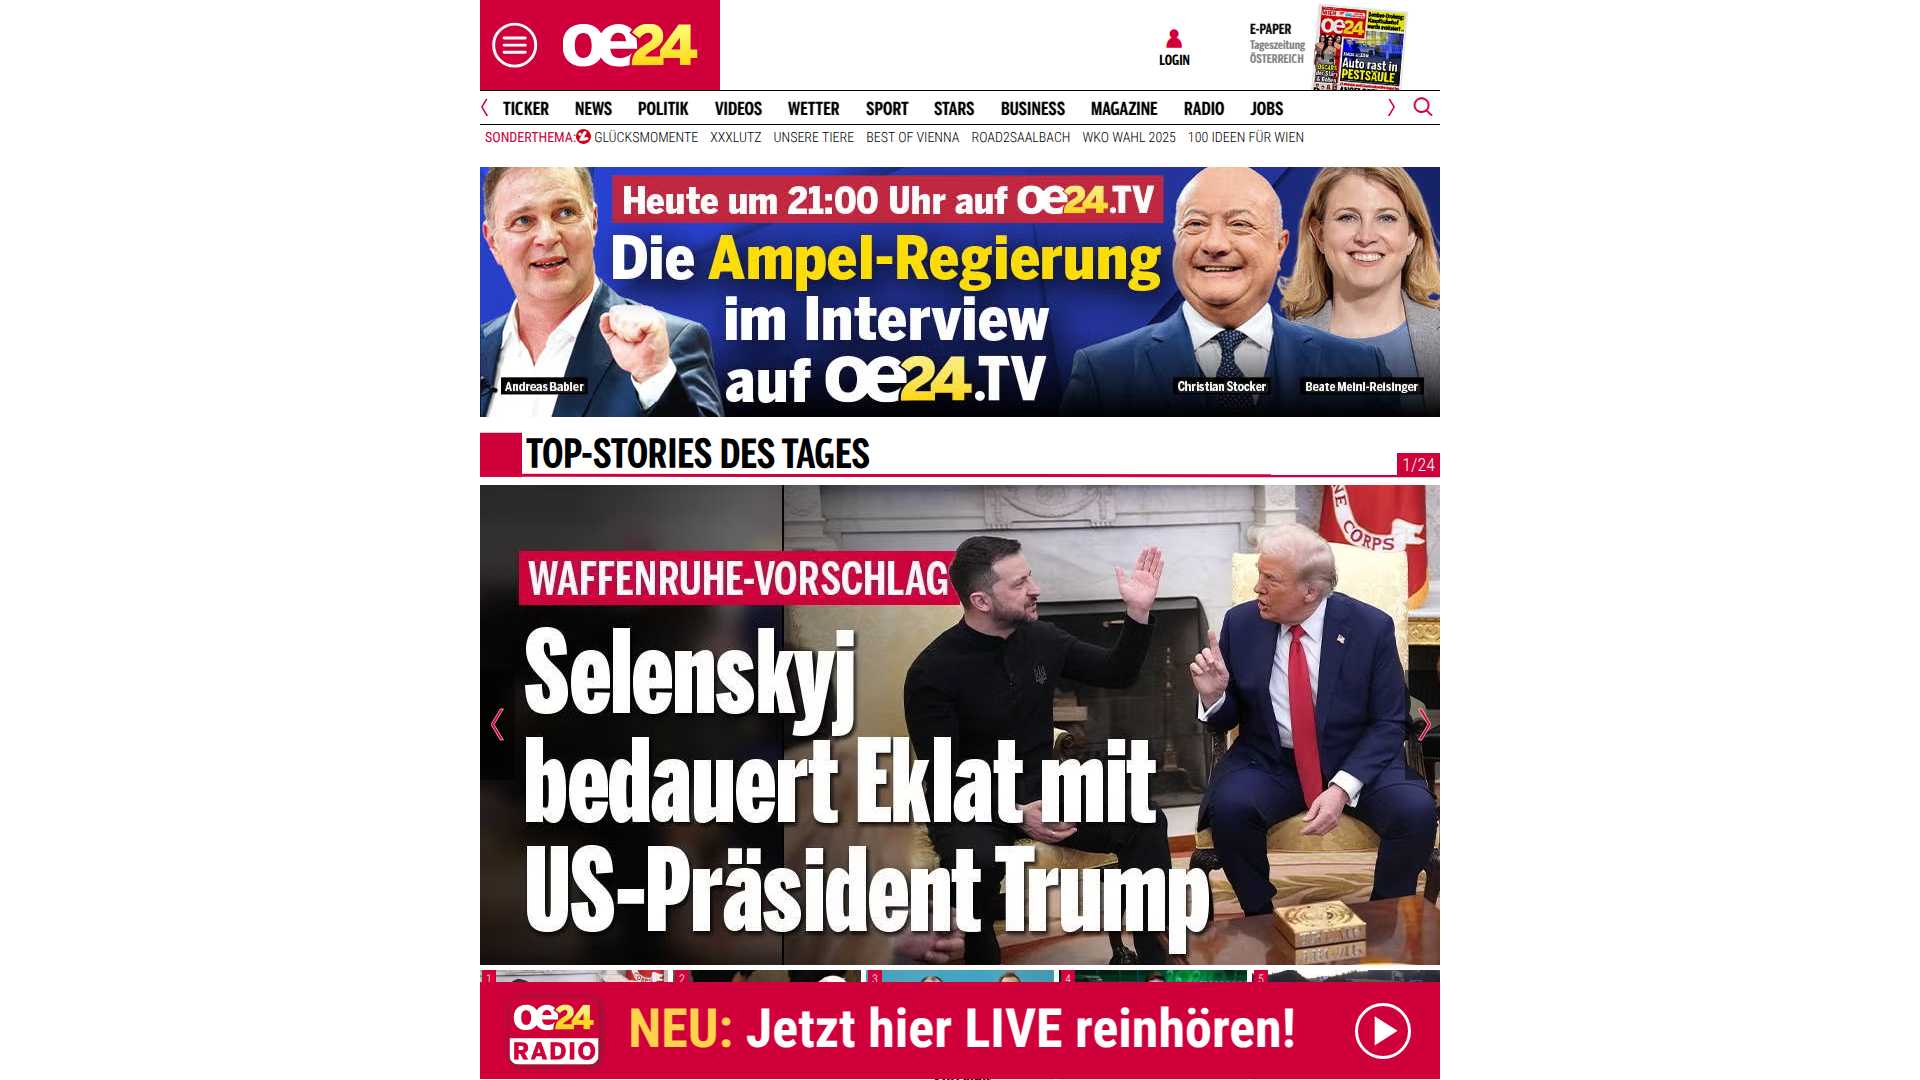 oe24
LOGIN
E-PAPER
Tageszeitung
ÖSTERREICH
oe24
Auto rast in
PESTSÄULE
TICKER NEWS POLITIK VIDEOS WETTER SPORT STARS BUSINESS MAGAZINE RADIO JOBS
SONDERTHEMA: GLÜCKSMOMENTE XXXLUTZ UNSERE TIERE BEST OF VIENNA ROAD2SAALBACH WKO WAHL 2025 100 IDEEN FÜR WIEN
Heute um 21:00 Uhr auf oe24.TV
Die Ampel-Regierung
im Interview
auf oe24.TV
Andreas Babler
Christian Stocker
Beate Meinl-Reisinger
TOP-STORIES DES TAGES
1/24
NE CORPS
WAFFENRUHE-VORSCHLAG
Selenskyj
bedauert Eklat mit
US-Präsident Trump
1 2 3 4 5
oe24
RADIO
NEU: Jetzt hier LIVE reinhören!